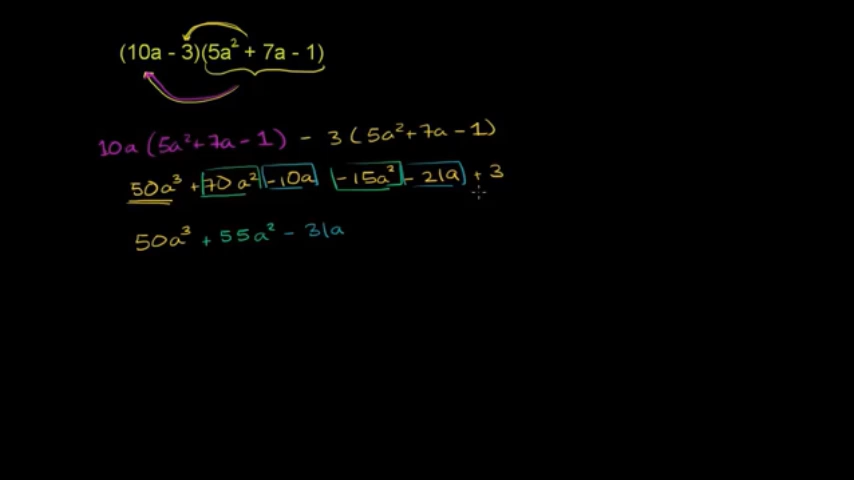 (10a - 3)(5a² + 7a - 1)
10a (5a² + 7a - 1) - 3 (5a² + 7a - 1)
50a³ + 70a² - 10a - 15a² - 21a + 3
50a³ + 55a² - 31a